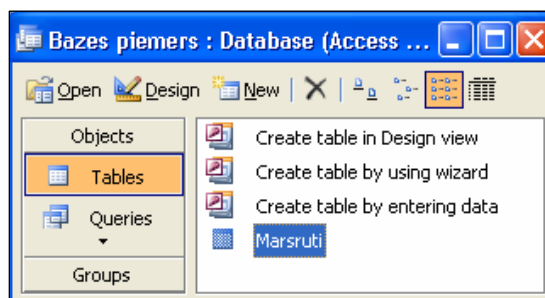 Bazes piemers : Database (Access ...
Open Design New
Objects
Tables
Queries
Groups
Create table in Design view
Create table by using wizard
Create table by entering data
Marsruti